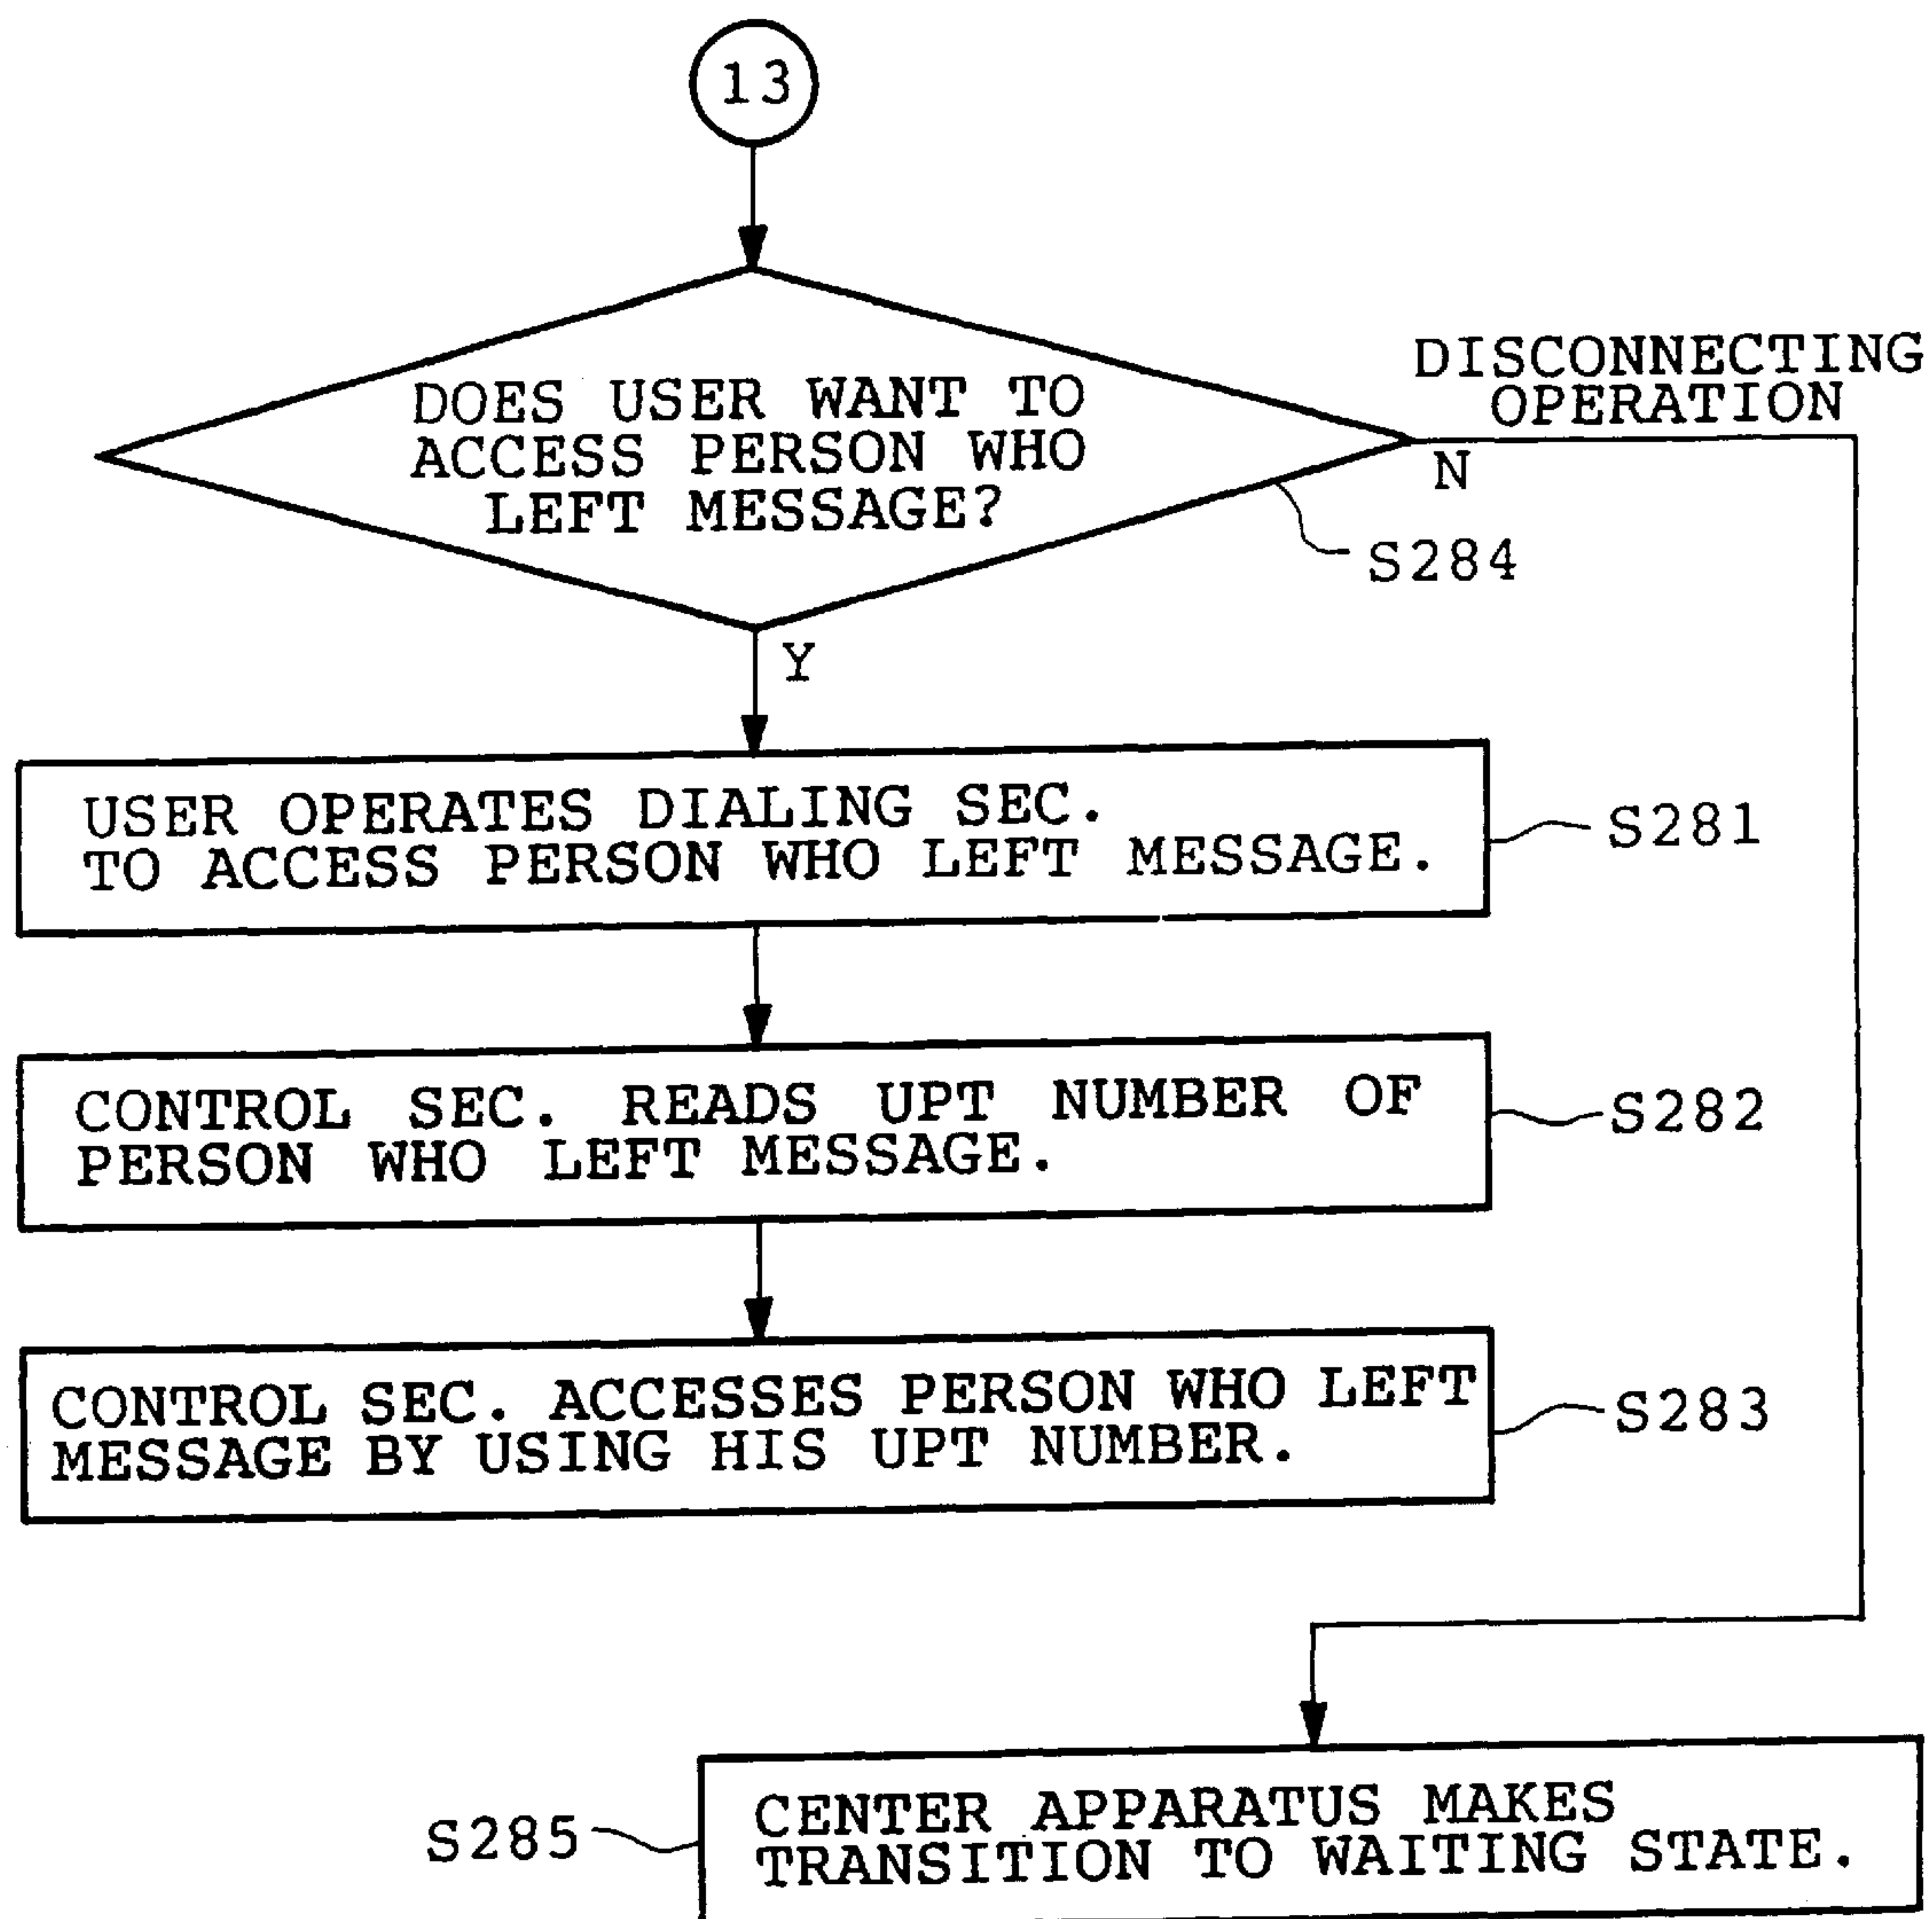 13
DOES USER WANT TO
ACCESS PERSON WHO
LEFT MESSAGE?
DISCONNECTING
OPERATION
N
S284
Y
USER OPERATES DIALING SEC.
TO ACCESS PERSON WHO LEFT MESSAGE.
S281
CONTROL SEC. READS UPT NUMBER OF
PERSON WHO LEFT MESSAGE.
S282
CONTROL SEC. ACCESSES PERSON WHO LEFT
MESSAGE BY USING HIS UPT NUMBER.
S283
S285
CENTER APPARATUS MAKES
TRANSITION TO WAITING STATE.